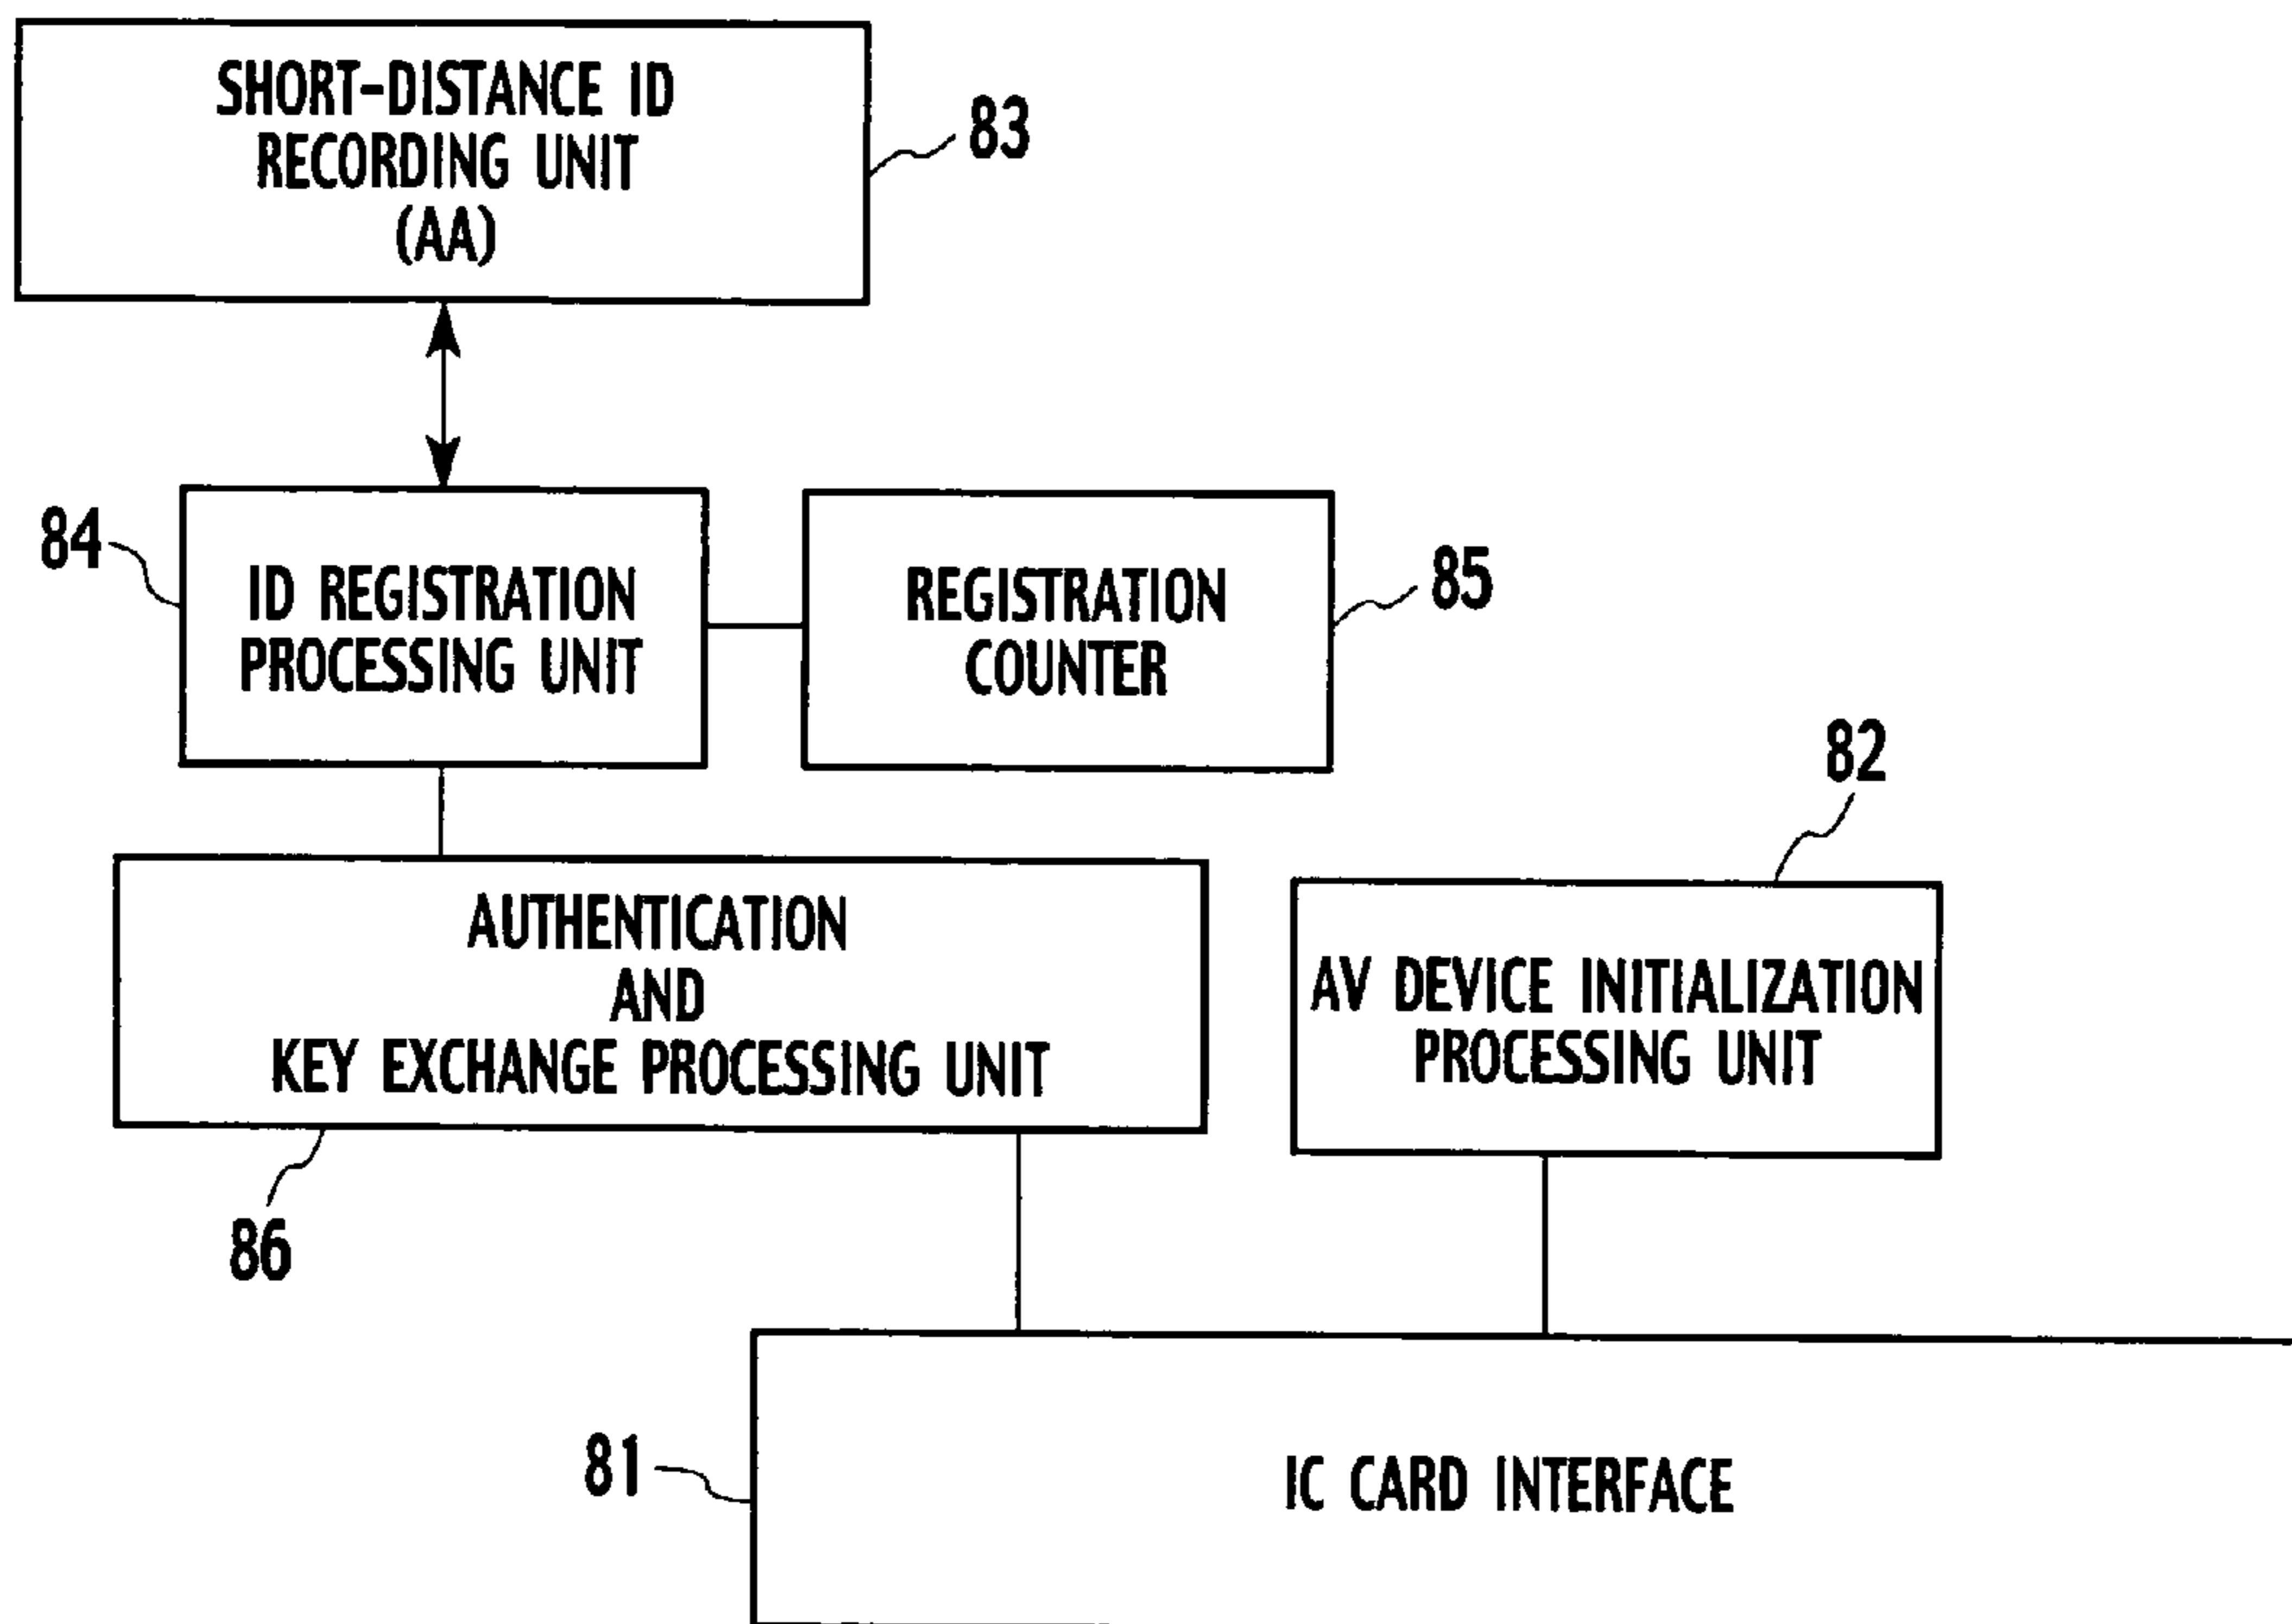 SHORT-DISTANCE ID
RECORDING UNIT
(AA)
83
84
ID REGISTRATION
PROCESSING UNIT
REGISTRATION
COUNTER
85
82
AUTHENTICATION
AND
KEY EXCHANGE PROCESSING UNIT
AV DEVICE INITIALIZATION
PROCESSING UNIT
86
81
IC CARD INTERFACE